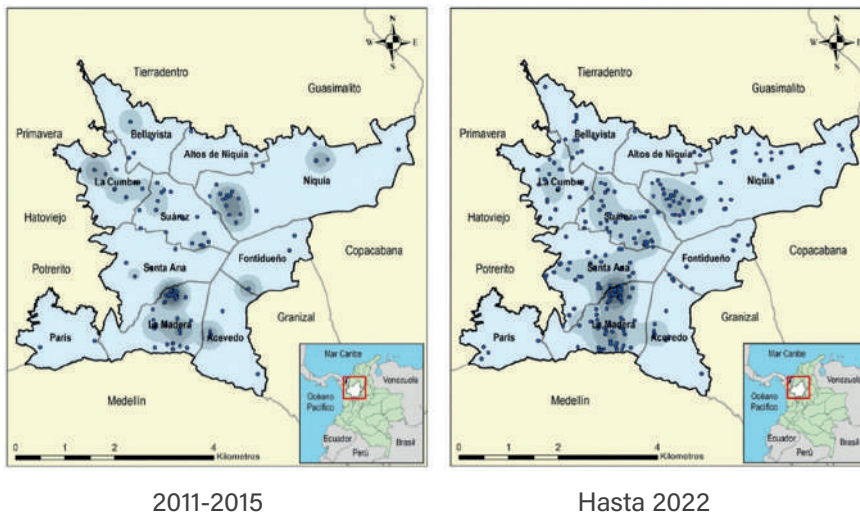 N
W E
S
Tierradentro
Guasimalito
Primavera
Bellavista
Altos de Niquia
La Cumbre
Niquia
Hatoviejo
Suárez
Copacabana
Potrerito
Santa Ana
Fontidueño
Granizal
La Madera
Acevedo
Paris
Medellín
Mar Caribe
Venezuela
Océano
Pacífico
Ecuador
Brasil
Perú
0 1 2 4
Kilometros
2011-2015
N
W E
S
Tierradentro
Guasimalito
Primavera
Bellavista
Altos de Niquia
La Cumbre
Niquia
Hatoviejo
Suárez
Copacabana
Potrerito
Santa Ana
Fontidueño
Granizal
La Madera
Acevedo
Paris
Medellín
Mar Caribe
Venezuela
Océano
Pacífico
Ecuador
Brasil
Perú
0 1 2 4
Kilometros
Hasta 2022